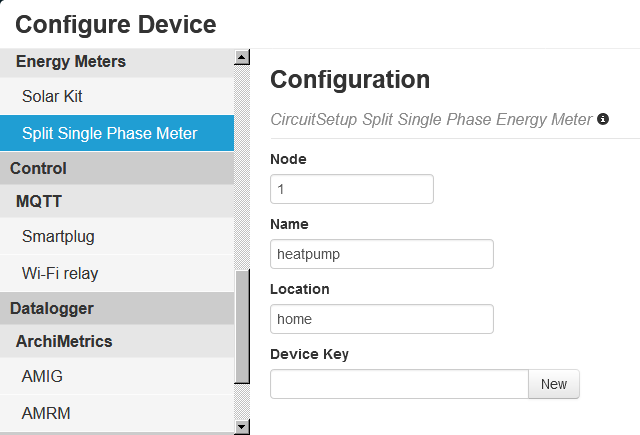 Configure Device
Energy Meters
Solar Kit
Split Single Phase Meter
Control
MQTT
Smartplug
Wi-Fi relay
Datalogger
ArchiMetrics
AMIG
AMRM
Configuration
CircuitSetup Split Single Phase Energy Meter
Node
1
Name
heatpump
Location
home
Device Key
New